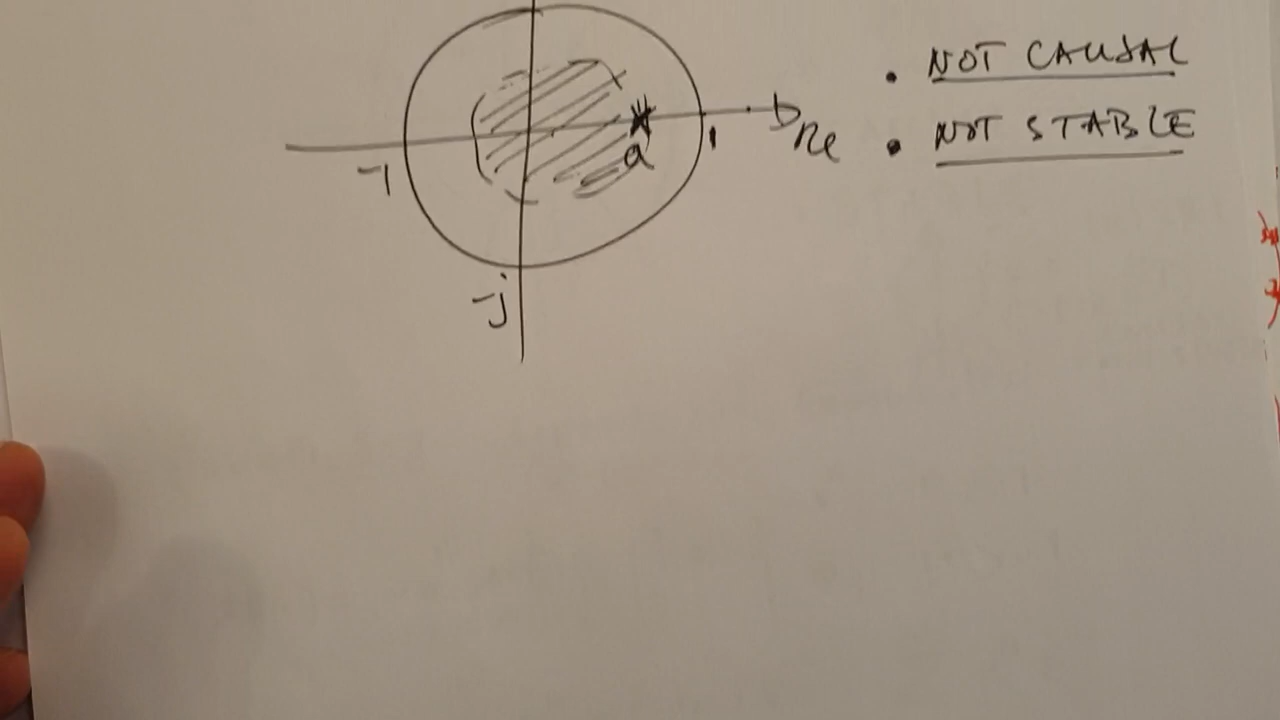 • NOT CAUSAL
• NOT STABLE
Re
1
a
-1
-j